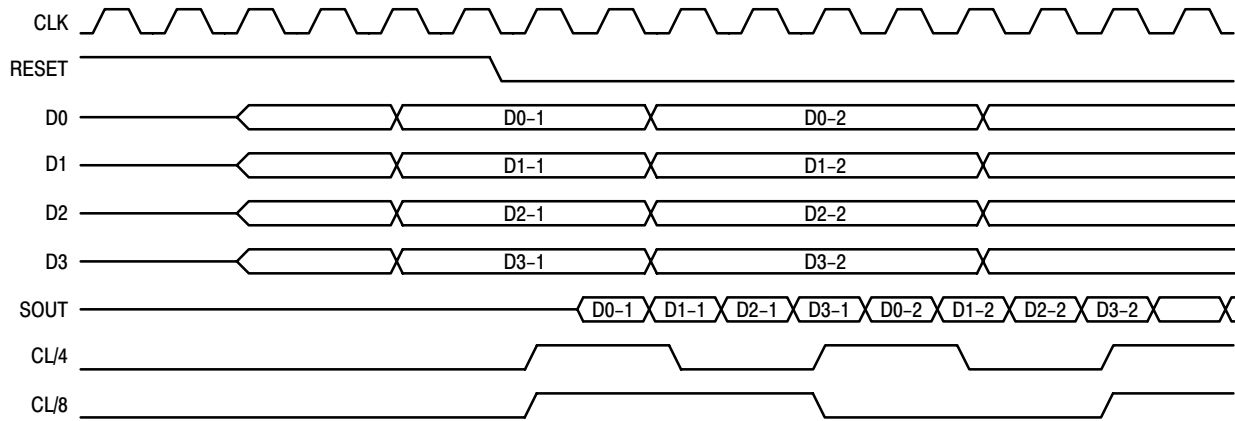 CLK
RESET
D0 D0–1 D0–2
D1 D1–1 D1–2
D2 D2–1 D2–2
D3 D3–1 D3–2
SOUT D0–1 D1–1 D2–1 D3–1 D0–2 D1–2 D2–2 D3–2
CL/4
CL/8